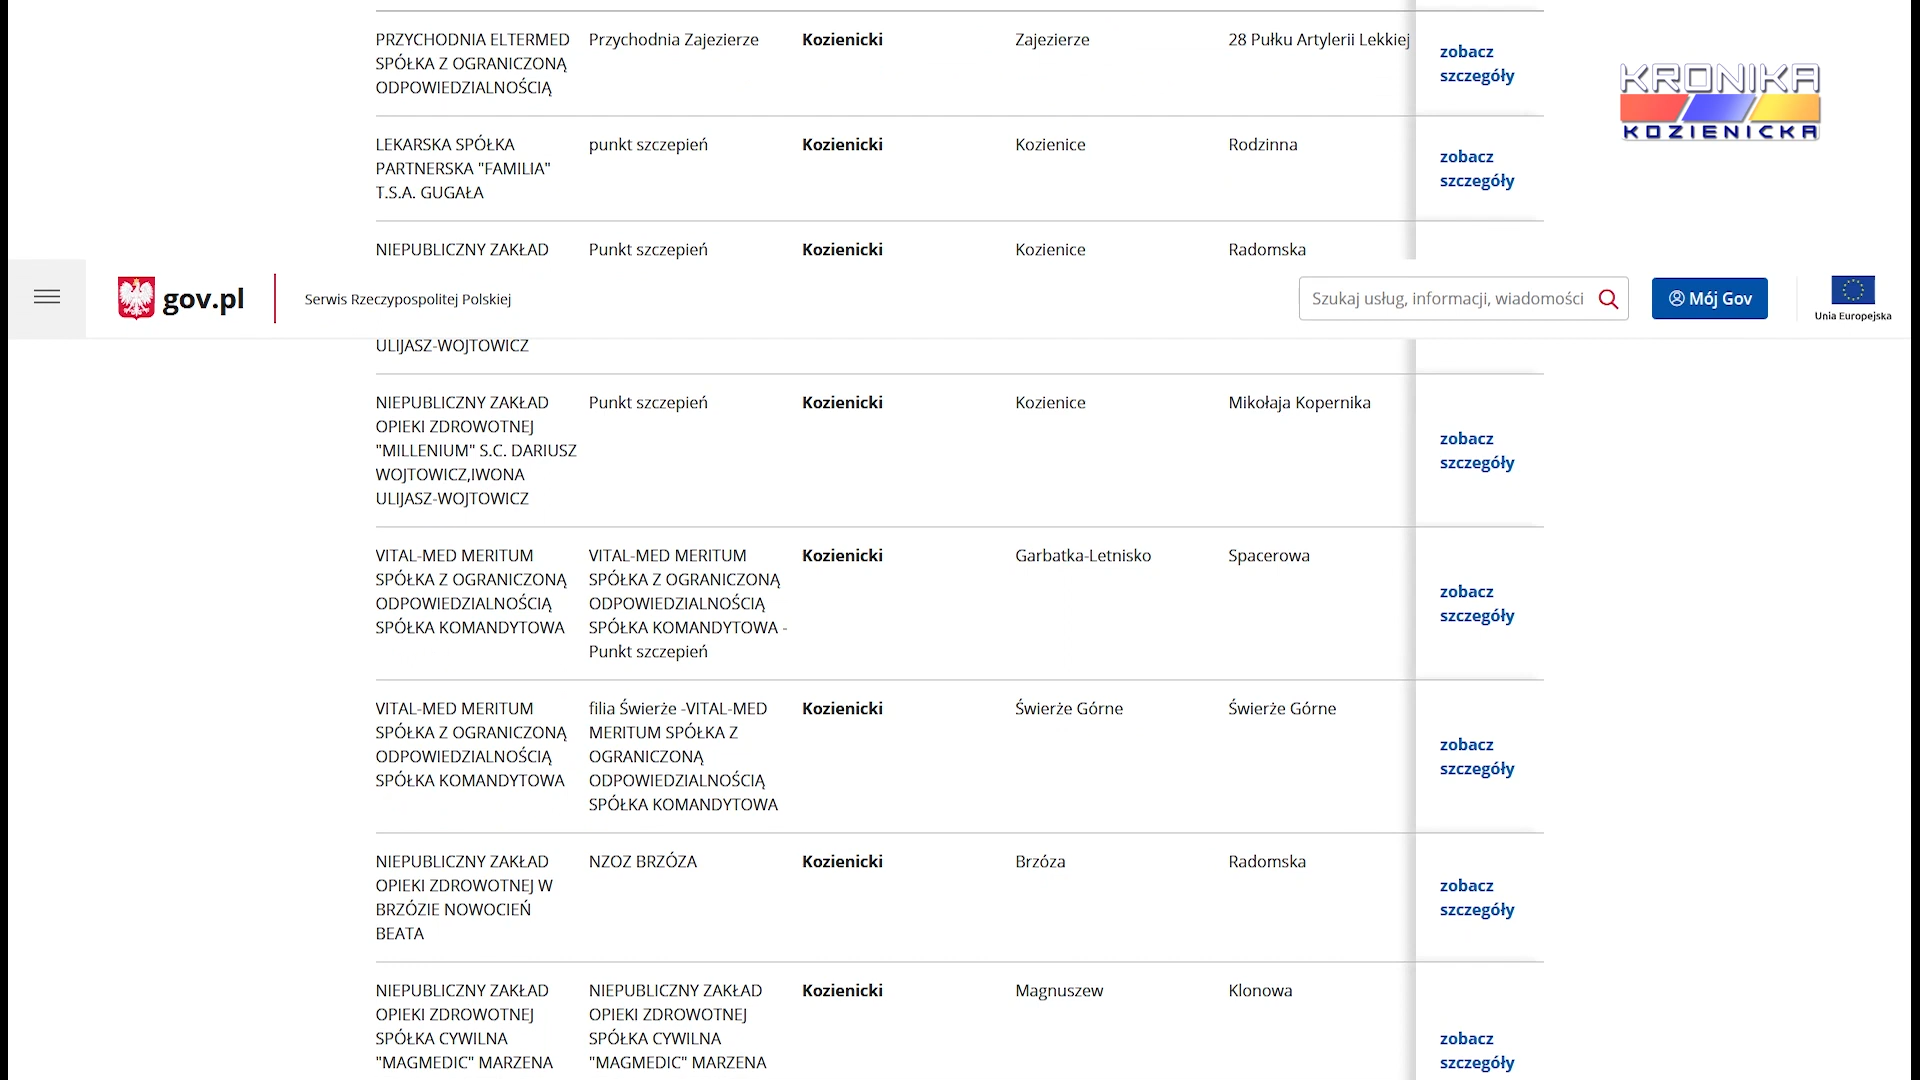 PRZYCHODNIA ELTERMED
SPÓŁKA Z OGRANICZONĄ
ODPOWIEDZIALNOŚCIĄ
Przychodnia Zajezierze
Kozienicki
Zajezierze
28 Pułku Artylerii Lekkiej
zobacz
szczegóły
KRONIKA
KOZIENICKA
LEKARSKA SPÓŁKA
PARTNERSKA "FAMILIA"
T.S.A. GUGAŁA
punkt szczepień
Kozienicki
Kozienice
Rodzinna
zobacz
szczegóły
NIEPUBLICZNY ZAKŁAD
Punkt szczepień
Kozienicki
Kozienice
Radomska
gov.pl
Serwis Rzeczypospolitej Polskiej
Szukaj usług, informacji, wiadomości
Mój Gov
Unia Europejska
ULIJASZ-WOJTOWICZ
NIEPUBLICZNY ZAKŁAD
OPIEKI ZDROWOTNEJ
"MILLENIUM" S.C. DARIUSZ
WOJTOWICZ,IWONA
ULIJASZ-WOJTOWICZ
Punkt szczepień
Kozienicki
Kozienice
Mikołaja Kopernika
zobacz
szczegóły
VITAL-MED MERITUM
SPÓŁKA Z OGRANICZONĄ
ODPOWIEDZIALNOŚCIĄ
SPÓŁKA KOMANDYTOWA
VITAL-MED MERITUM
SPÓŁKA Z OGRANICZONĄ
ODPOWIEDZIALNOŚCIĄ
SPÓŁKA KOMANDYTOWA -
Punkt szczepień
Kozienicki
Garbatka-Letnisko
Spacerowa
zobacz
szczegóły
VITAL-MED MERITUM
SPÓŁKA Z OGRANICZONĄ
ODPOWIEDZIALNOŚCIĄ
SPÓŁKA KOMANDYTOWA
filia Świerże -VITAL-MED
MERITUM SPÓŁKA Z
OGRANICZONĄ
ODPOWIEDZIALNOŚCIĄ
SPÓŁKA KOMANDYTOWA
Kozienicki
Świerże Górne
Świerże Górne
zobacz
szczegóły
NIEPUBLICZNY ZAKŁAD
OPIEKI ZDROWOTNEJ W
BRZÓZIE NOWOCIEŃ
BEATA
NZOZ BRZÓZA
Kozienicki
Brzóza
Radomska
zobacz
szczegóły
NIEPUBLICZNY ZAKŁAD
OPIEKI ZDROWOTNEJ
SPÓŁKA CYWILNA
"MAGMEDIC" MARZENA
NIEPUBLICZNY ZAKŁAD
OPIEKI ZDROWOTNEJ
SPÓŁKA CYWILNA
"MAGMEDIC" MARZENA
Kozienicki
Magnuszew
Klonowa
zobacz
szczegóły